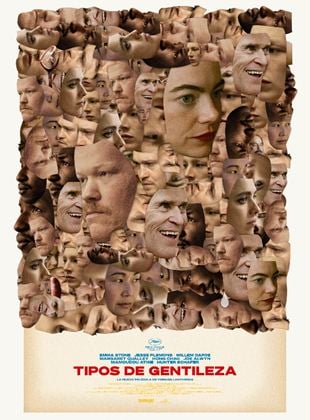 EMMA STONE JESSE PLEMONS WILLEM DAFOE
MARGARET QUALLEY HONG CHAU JOE ALWYN
MAMOUDOU ATHIE HUNTER SCHAFER
TIPOS DE GENTILEZA
LA NUEVA PELÍCULA DE YORGOS LANTHIMOS